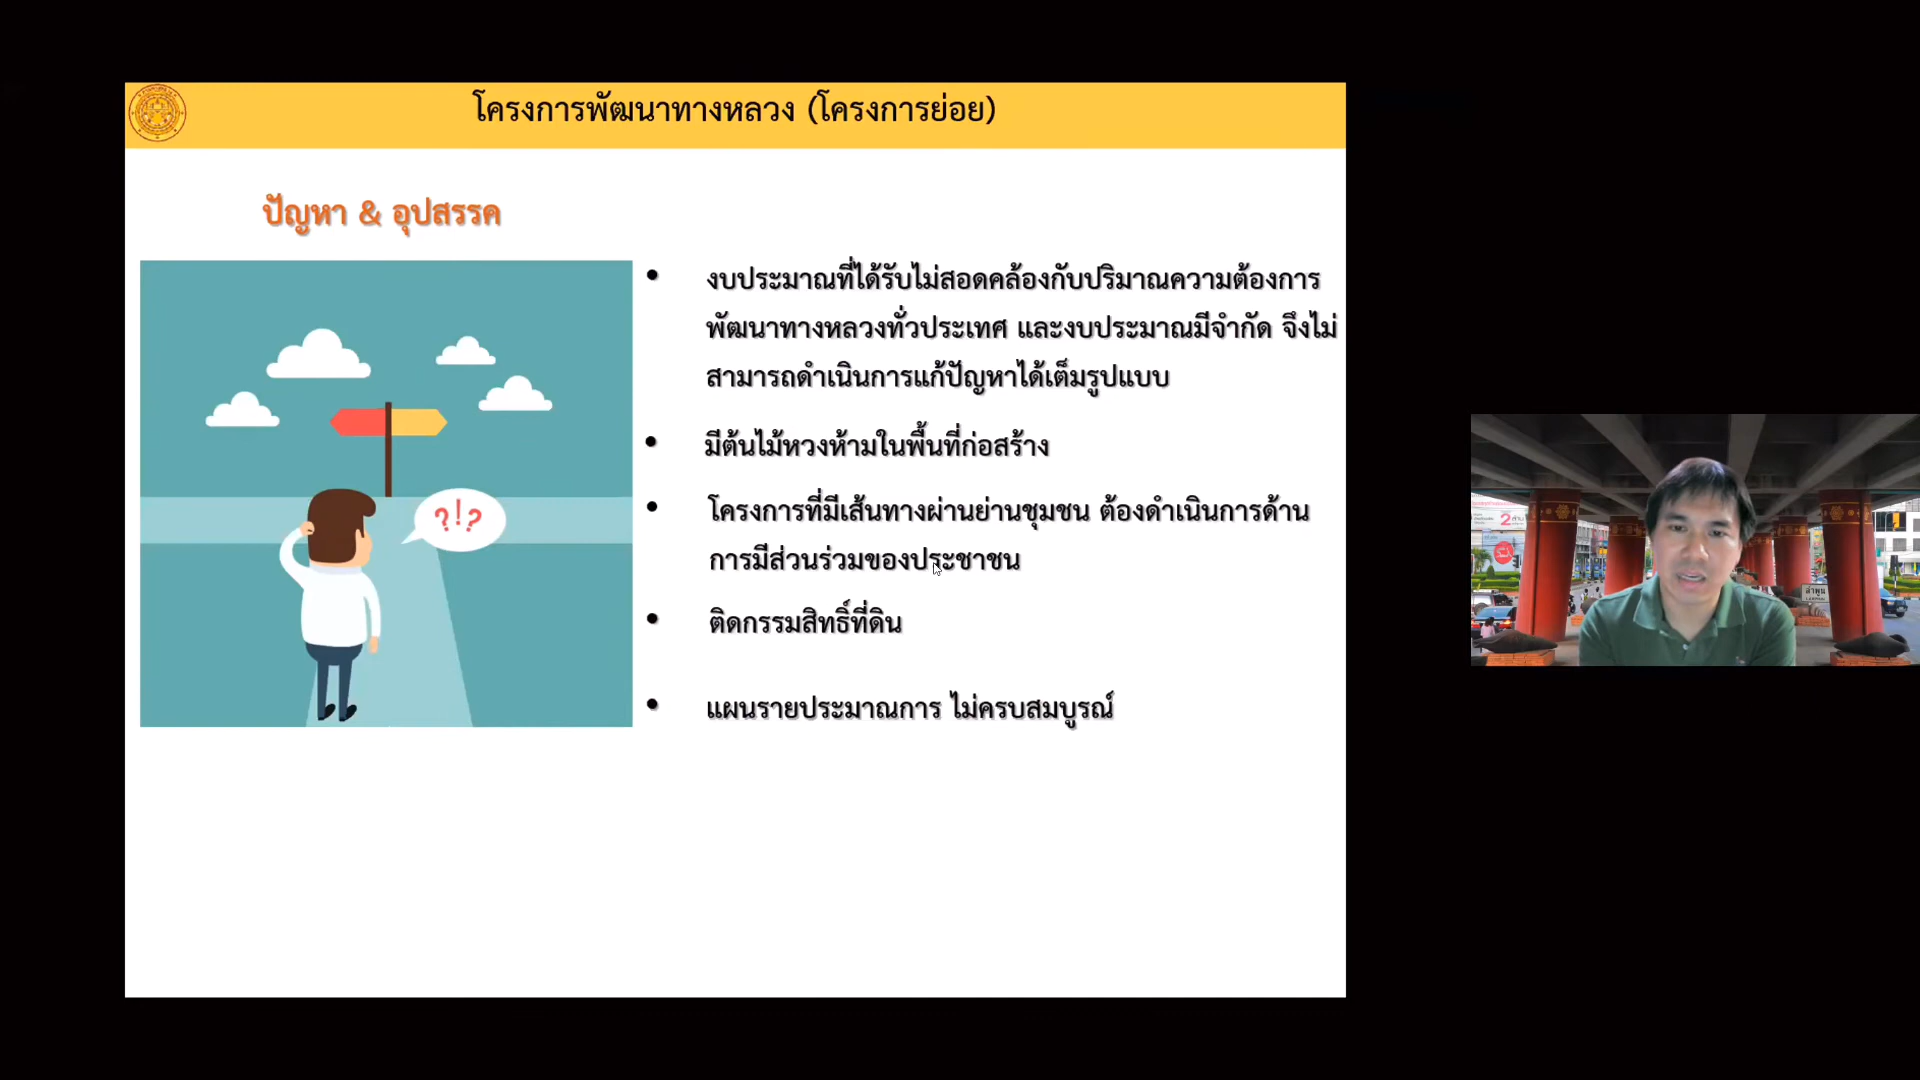 โครงการพัฒนาทางหลวง (โครงการย่อย)
ปัญหา & อุปสรรค
• งบประมาณที่ได้รับไม่สอดคล้องกับปริมาณความต้องการ
พัฒนาทางหลวงทั่วประเทศ และงบประมาณมีจำกัด จึงไม่
สามารถดำเนินการแก้ปัญหาได้เต็มรูปแบบ
• มีต้นไม้หวงห้ามในพื้นที่ก่อสร้าง
• โครงการที่มีเส้นทางผ่านย่านชุมชน ต้องดำเนินการด้าน
การมีส่วนร่วมของประชาชน
• ติดกรรมสิทธิ์ที่ดิน
• แผนรายประมาณการ ไม่ครบสมบูรณ์
?!?
2 ล้าน
ลำพูน